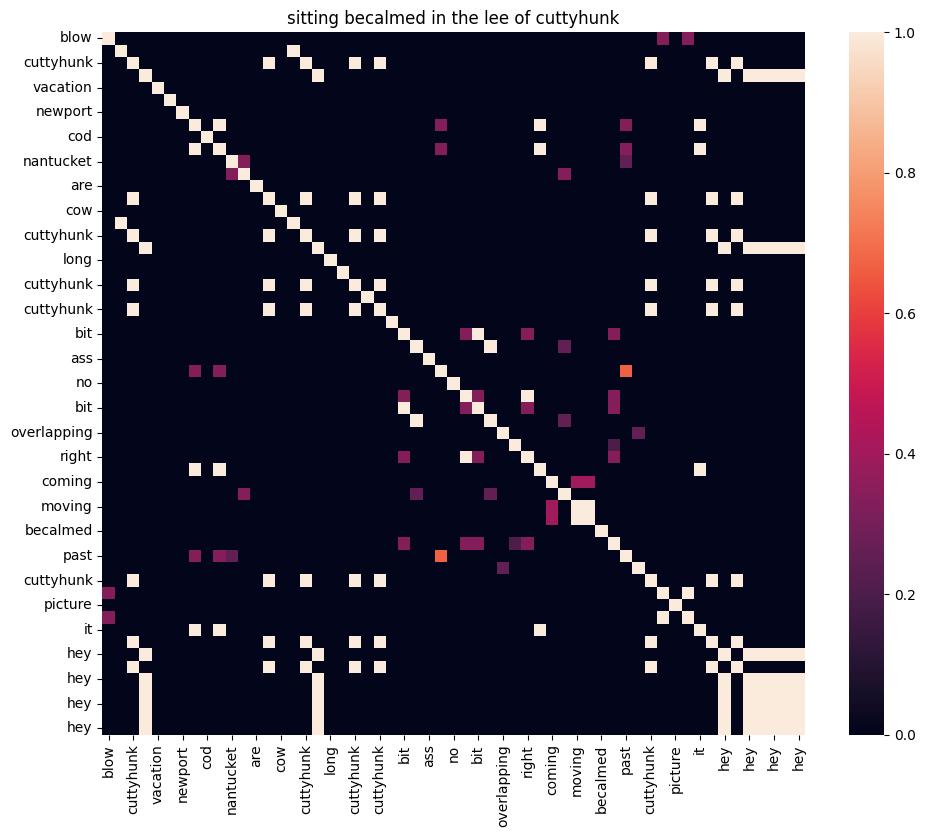 sitting becalmed in the lee of cuttyhunk
blow
cuttyhunk
vacation
newport
cod
nantucket
are
cow
cuttyhunk
long
cuttyhunk
cuttyhunk
bit
ass
no
bit
overlapping
right
coming
moving
becalmed
past
cuttyhunk
picture
it
hey
hey
hey
hey
blow
cuttyhunk
vacation
newport
cod
nantucket
are
cow
cuttyhunk
long
cuttyhunk
cuttyhunk
bit
ass
no
bit
overlapping
right
coming
moving
becalmed
past
cuttyhunk
picture
it
hey
hey
hey
hey
1.0
0.8
0.6
0.4
0.2
0.0